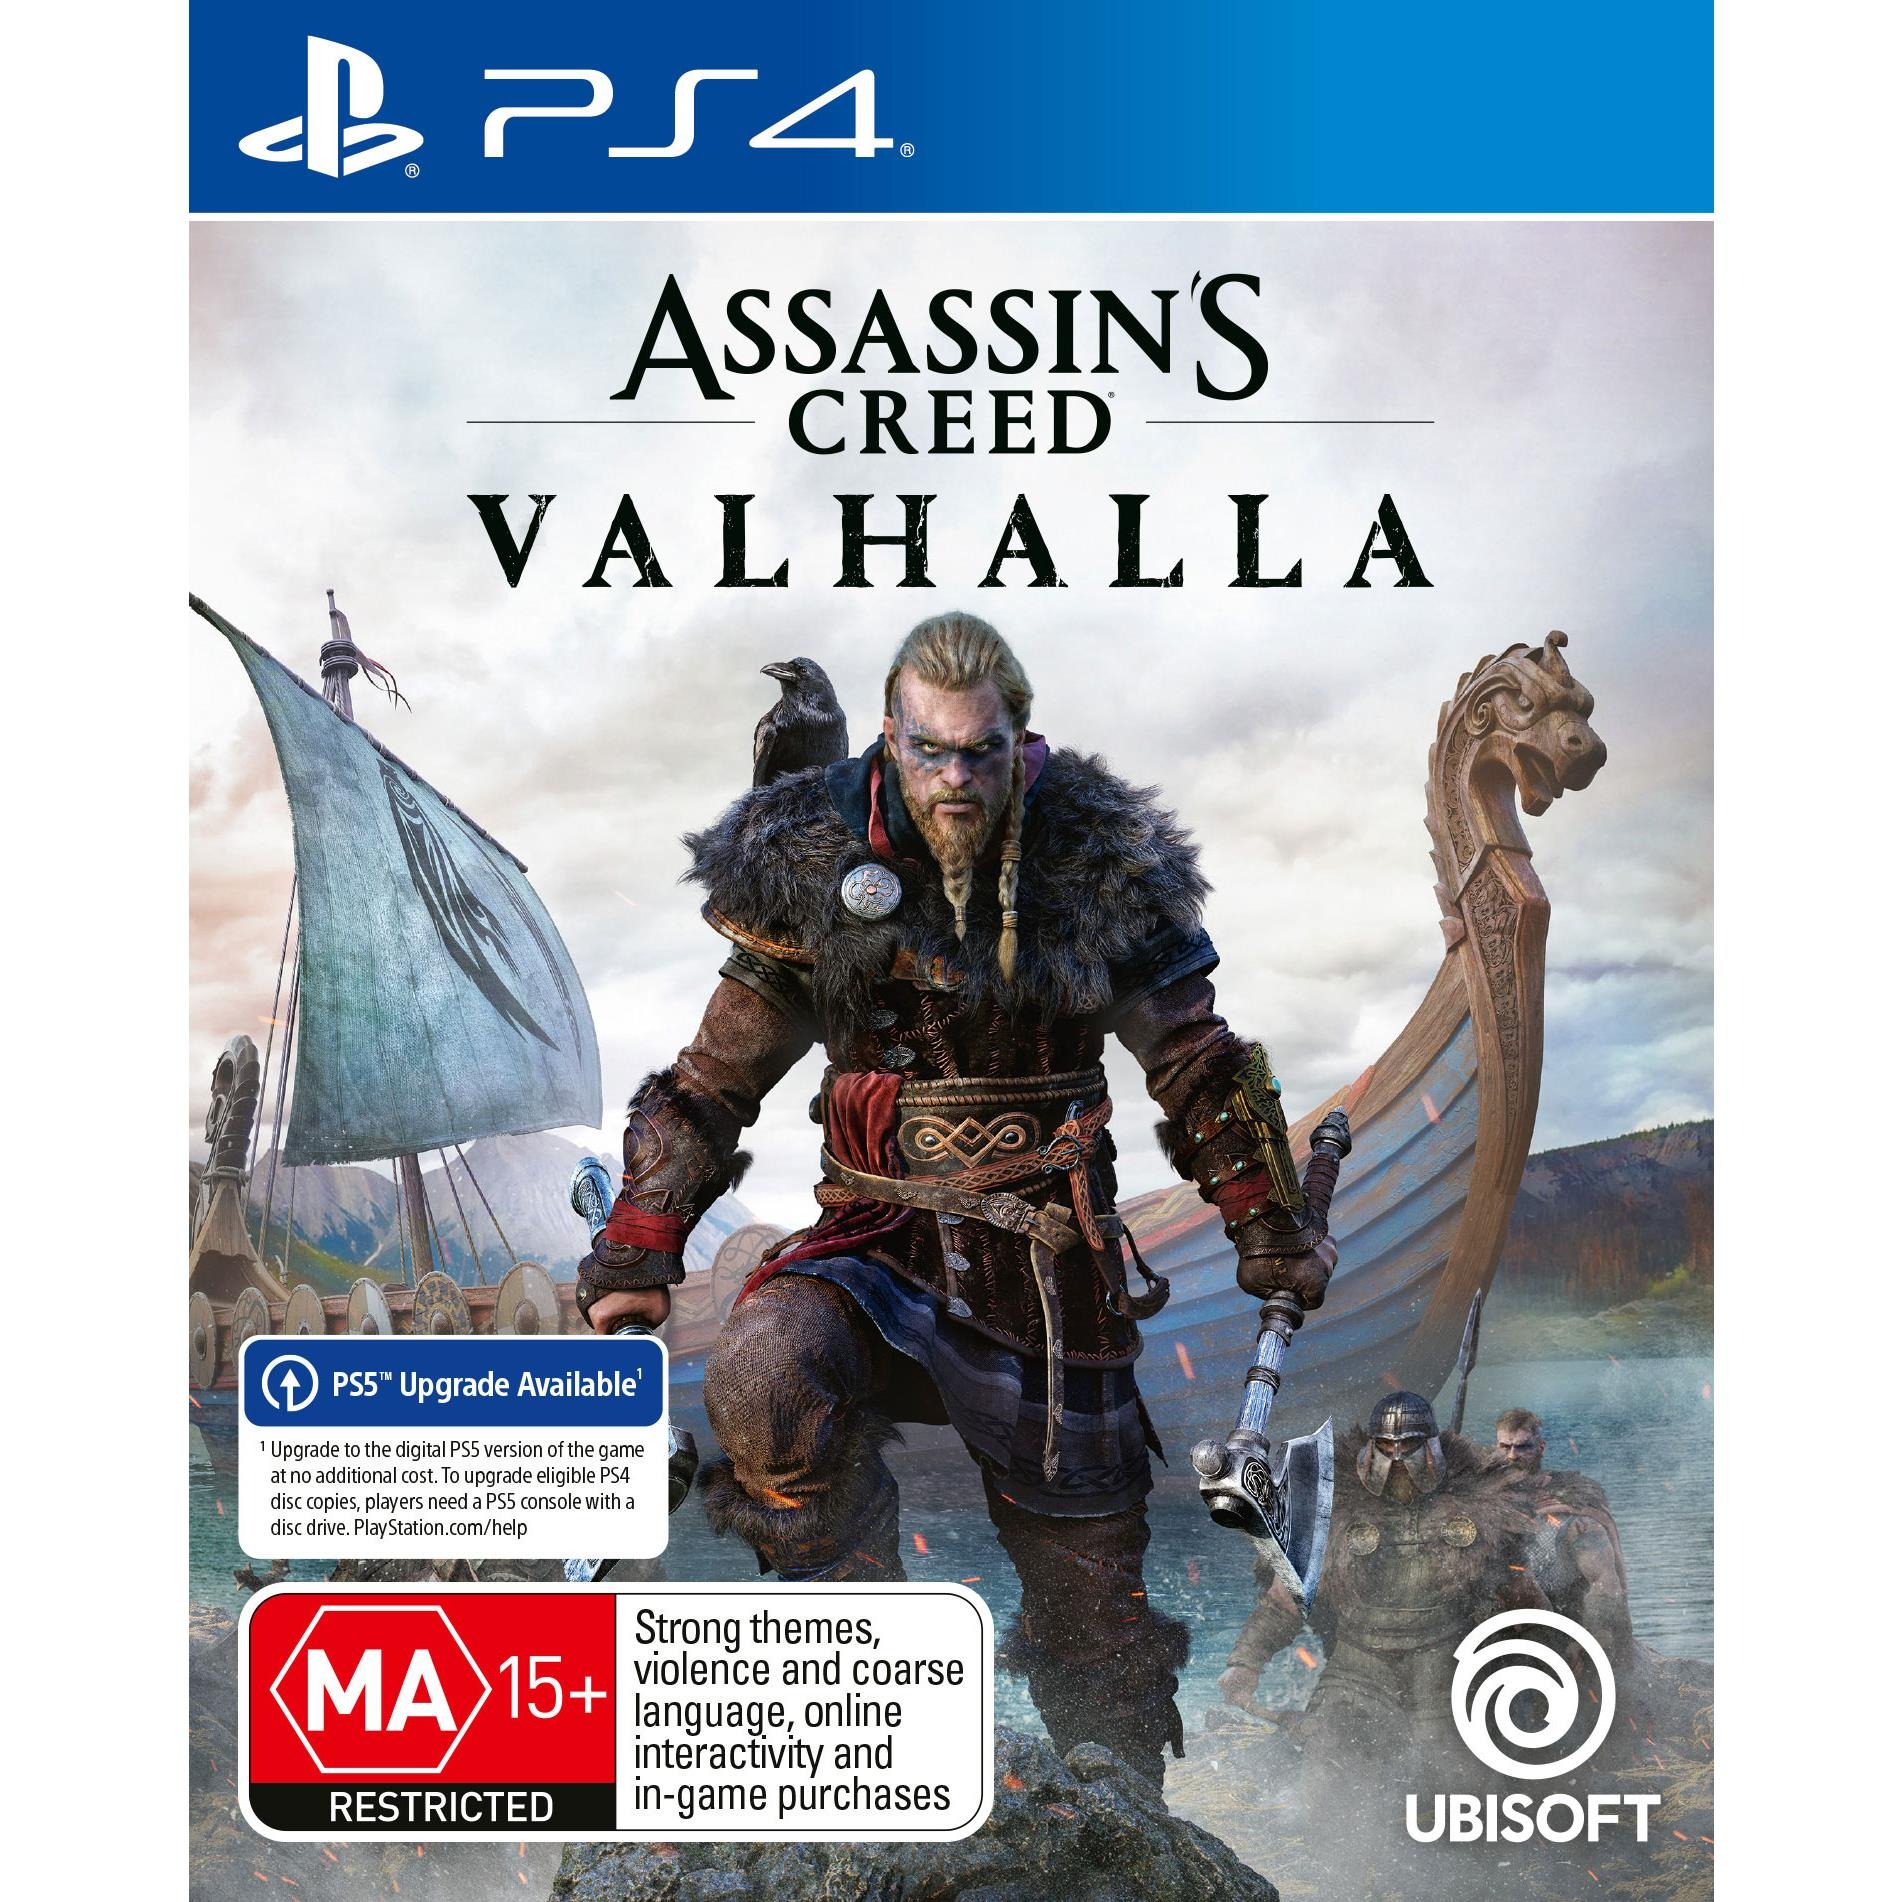 PS4®
ASSASSIN'S
CREED®
VALHALLA
PS5™ Upgrade Available¹
¹ Upgrade to the digital PS5 version of the game
at no additional cost. To upgrade eligible PS4
disc copies, players need a PS5 console with a
disc drive. PlayStation.com/help
MA 15+
RESTRICTED
Strong themes,
violence and coarse
language, online
interactivity and
in-game purchases
UBISOFT